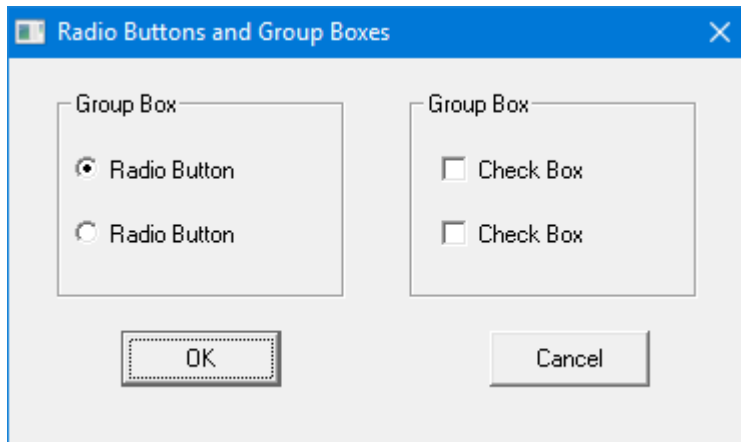 Radio Buttons and Group Boxes
Group Box
Radio Button
Radio Button
Group Box
Check Box
Check Box
OK
Cancel